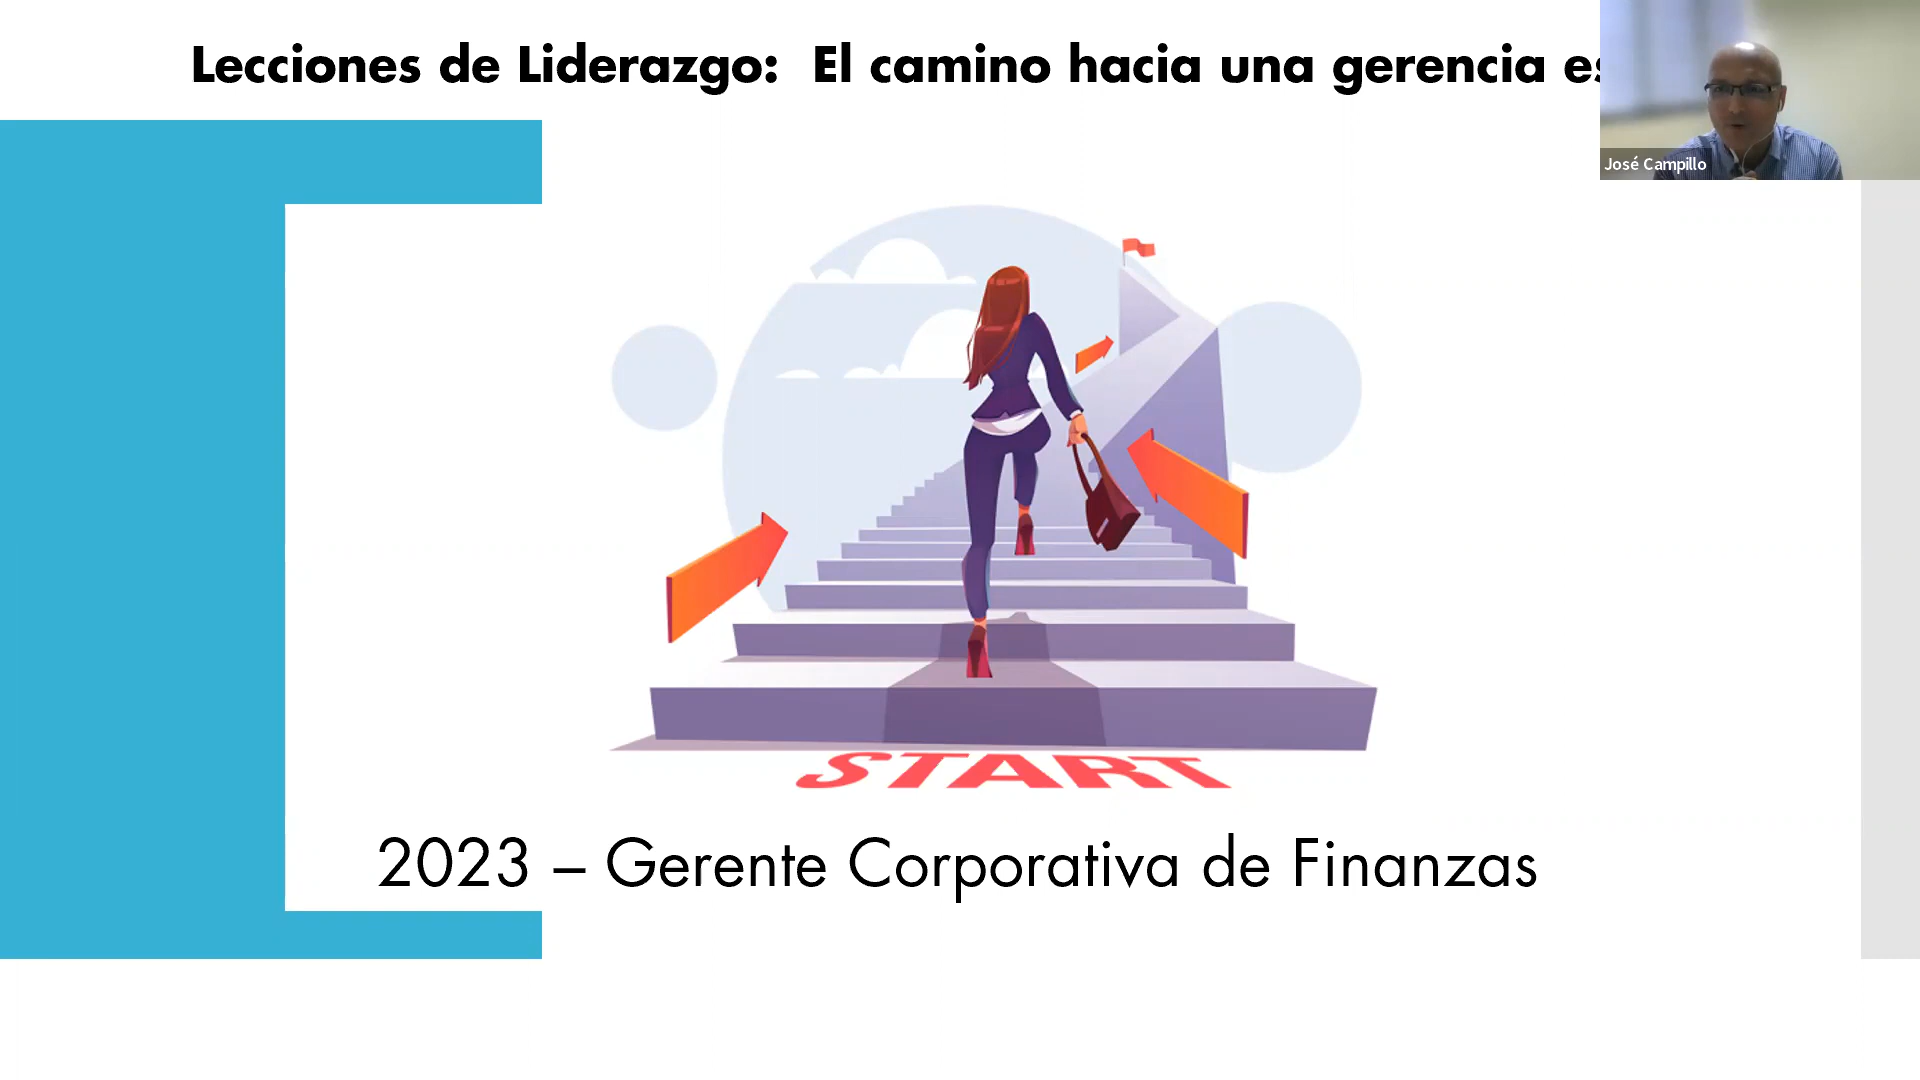 Lecciones de Liderazgo: El camino hacia una gerencia
José Campillo
START
2023 – Gerente Corporativa de Finanzas